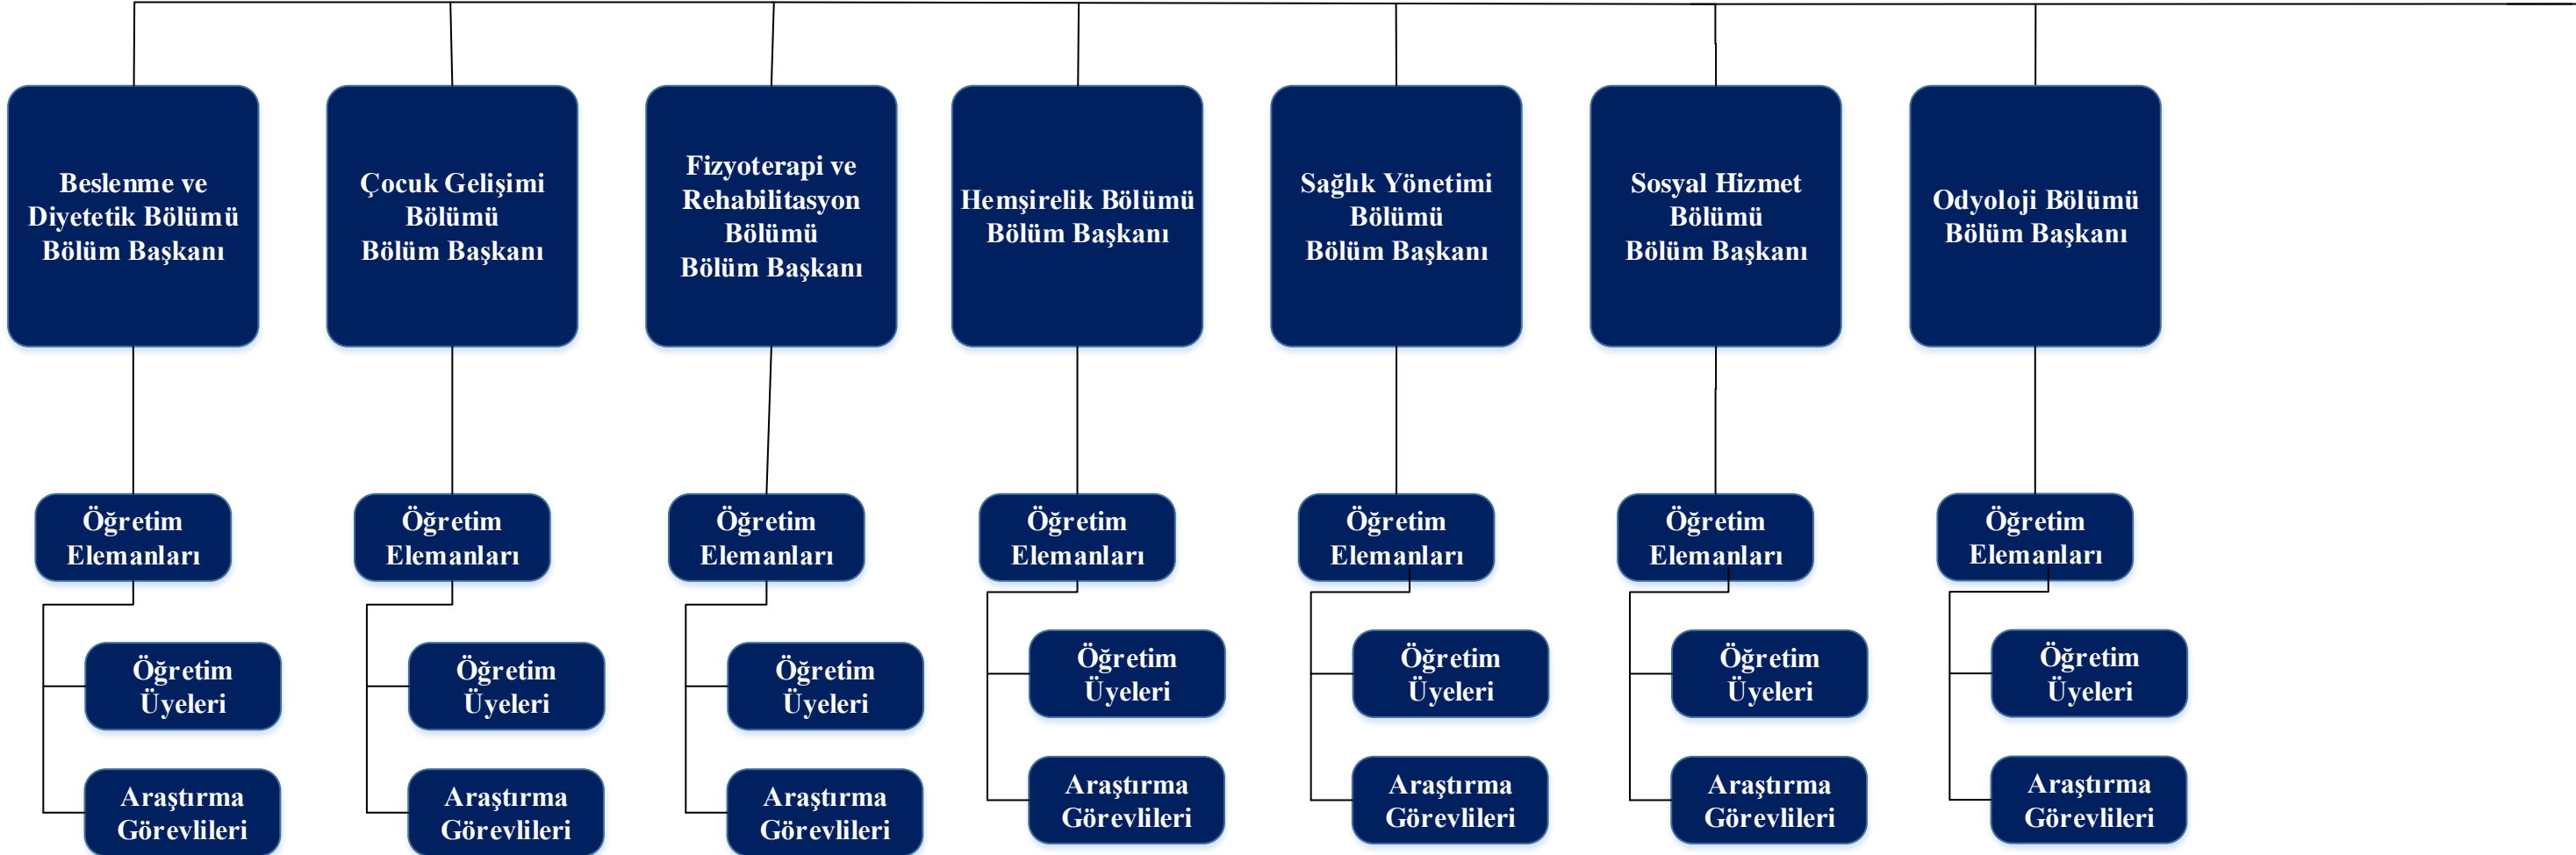 Beslenme ve
Diyetetik Bölümü
Bölüm Başkanı
Çocuk Gelişimi
Bölümü
Bölüm Başkanı
Fizyoterapi ve
Rehabilitasyon
Bölümü
Bölüm Başkanı
Hemşirelik Bölümü
Bölüm Başkanı
Sağlık Yönetimi
Bölümü
Bölüm Başkanı
Sosyal Hizmet
Bölümü
Bölüm Başkanı
Odyoloji Bölümü
Bölüm Başkanı
Öğretim
Elemanları
Öğretim
Elemanları
Öğretim
Elemanları
Öğretim
Elemanları
Öğretim
Elemanları
Öğretim
Elemanları
Öğretim
Elemanları
Öğretim
Üyeleri
Öğretim
Üyeleri
Öğretim
Üyeleri
Öğretim
Üyeleri
Öğretim
Üyeleri
Öğretim
Üyeleri
Öğretim
Üyeleri
Araştırma
Görevlileri
Araştırma
Görevlileri
Araştırma
Görevlileri
Araştırma
Görevlileri
Araştırma
Görevlileri
Araştırma
Görevlileri
Araştırma
Görevlileri